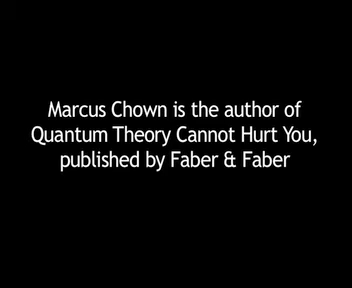 Marcus Chown is the author of
Quantum Theory Cannot Hurt You,
published by Faber & Faber